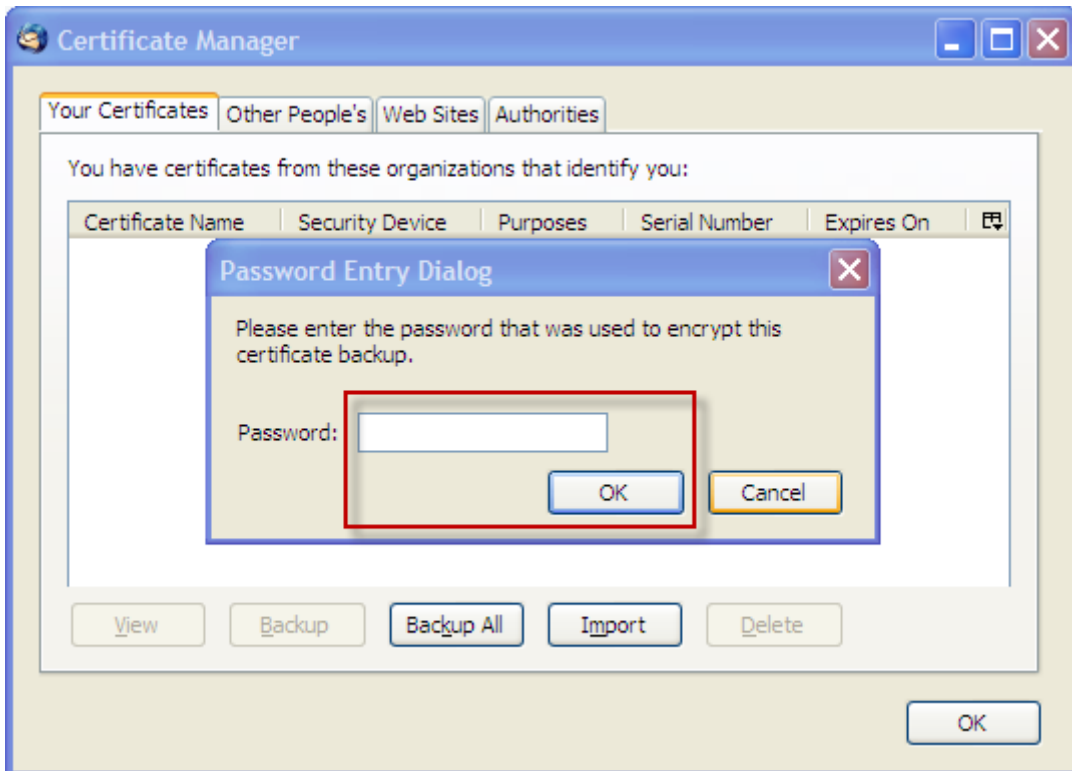 Certificate Manager
Your Certificates Other People's Web Sites Authorities
You have certificates from these organizations that identify you:
Certificate Name Security Device Purposes Serial Number Expires On
Password Entry Dialog
Please enter the password that was used to encrypt this
certificate backup.
Password:
OK Cancel
View Backup Backup All Import Delete
OK